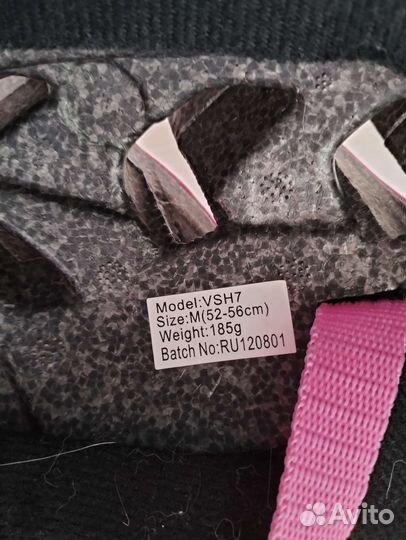 Model:VSH7
Size:M(52-56cm)
Weight:185g
Batch No:RU120801
Avito